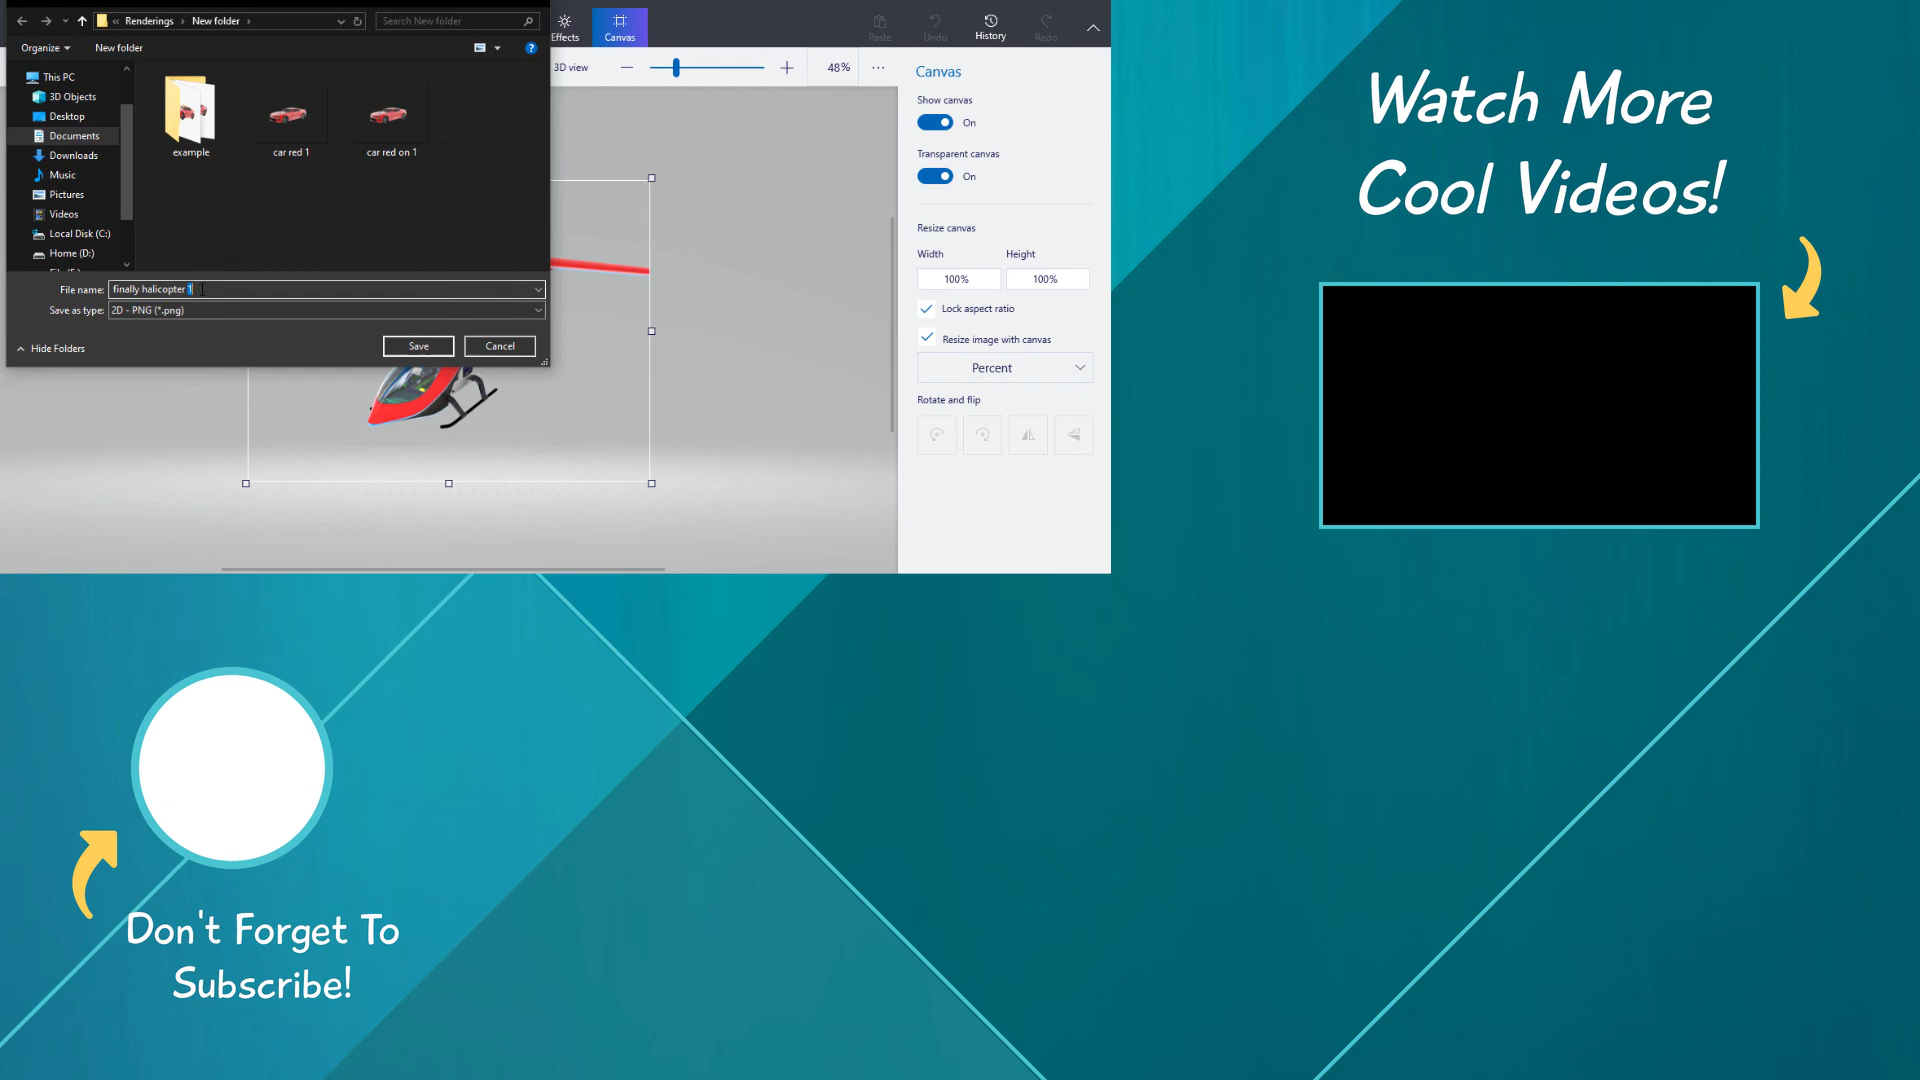 Renderings
New folder
Search New folder
Organize
New folder
This PC
3D Objects
Desktop
Documents
Downloads
Music
Pictures
Videos
Local Disk (C:)
Home (D:)
example
car red 1
car red on 1
File name:
finally halicopter 1
Save as type:
2D - PNG (*.png)
Hide Folders
Save
Cancel
Effects
Canvas
Paste
Undo
History
Redo
3D view
48%
Canvas
Show canvas
On
Transparent canvas
On
Resize canvas
Width
Height
100%
100%
Lock aspect ratio
Resize image with canvas
Percent
Rotate and flip
Watch More
Cool Videos!
Don't Forget To
Subscribe!